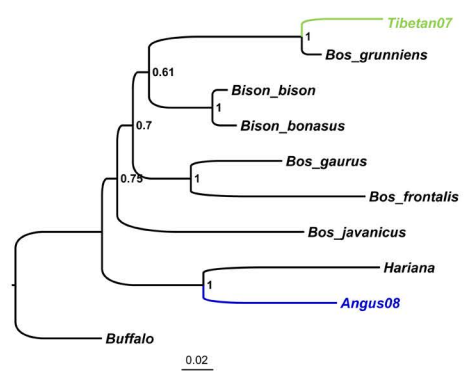 Tibetan07
1
Bos_grunniens
0.61
Bison_bison
1
Bison_bonasus
0.7
Bos_gaurus
0.75
1
Bos_frontalis
Bos_javanicus
Hariana
1
Angus08
Buffalo
0.02